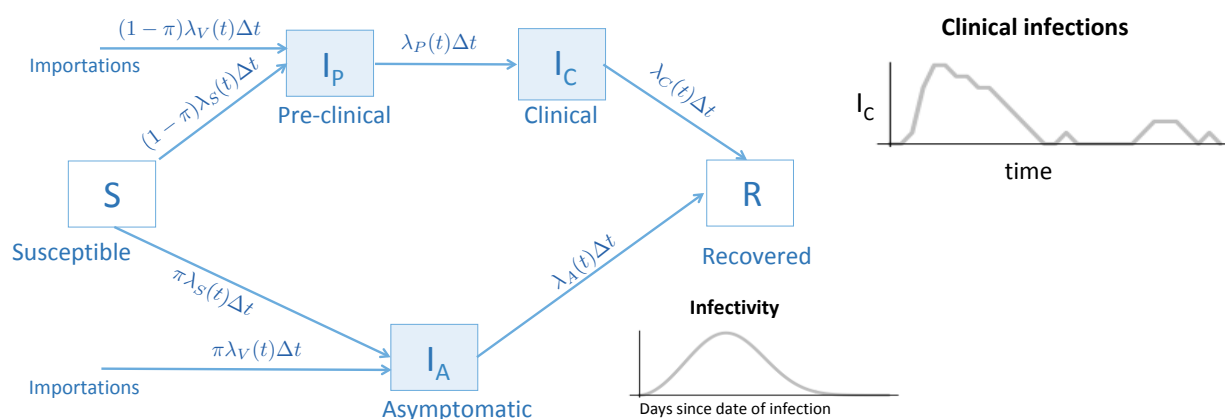 (1 − π)λ_V(t)Δt
Importations
(1 − π)λ_S(t)Δt
I_P
Pre-clinical
λ_P(t)Δt
I_C
Clinical
λ_C(t)Δt
S
Susceptible
R
Recovered
πλ_S(t)Δt
λ_A(t)Δt
πλ_V(t)Δt
Importations
I_A
Asymptomatic
Clinical infections
I_C
time
Infectivity
Days since date of infection